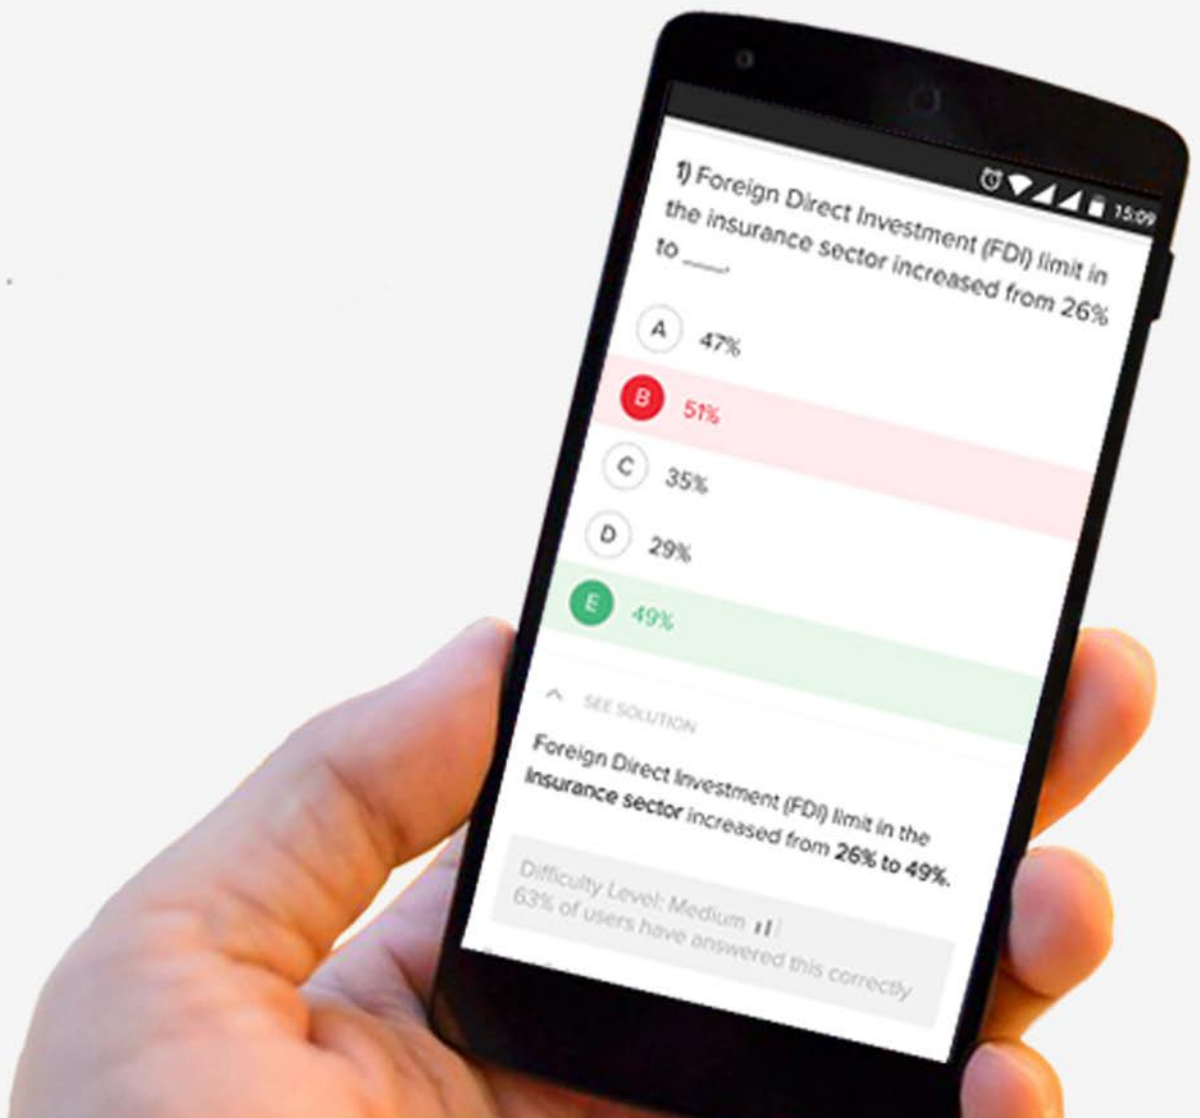 15:09
1) Foreign Direct Investment (FDI) limit in
the insurance sector increased from 26%
to ____.
A 47%
B 51%
C 35%
D 29%
E 49%
SEE SOLUTION
Foreign Direct Investment (FDI) limit in the
Insurance sector increased from 26% to 49%.
Difficulty Level: Medium
63% of users have answered this correctly